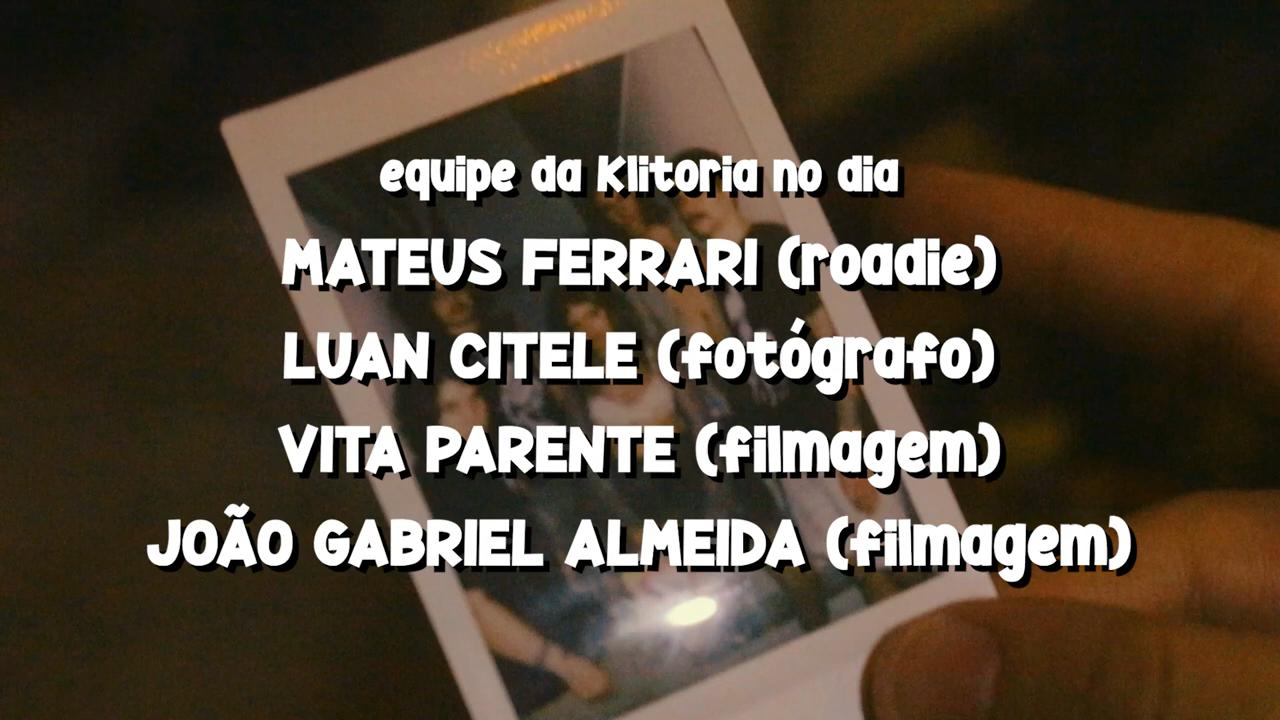 equipe da Klitoria no dia
MATEUS FERRARI (roadie)
LUAN CITELE (fotógrafo)
VITA PARENTE (filmagem)
JOÃO GABRIEL ALMEIDA (filmagem)